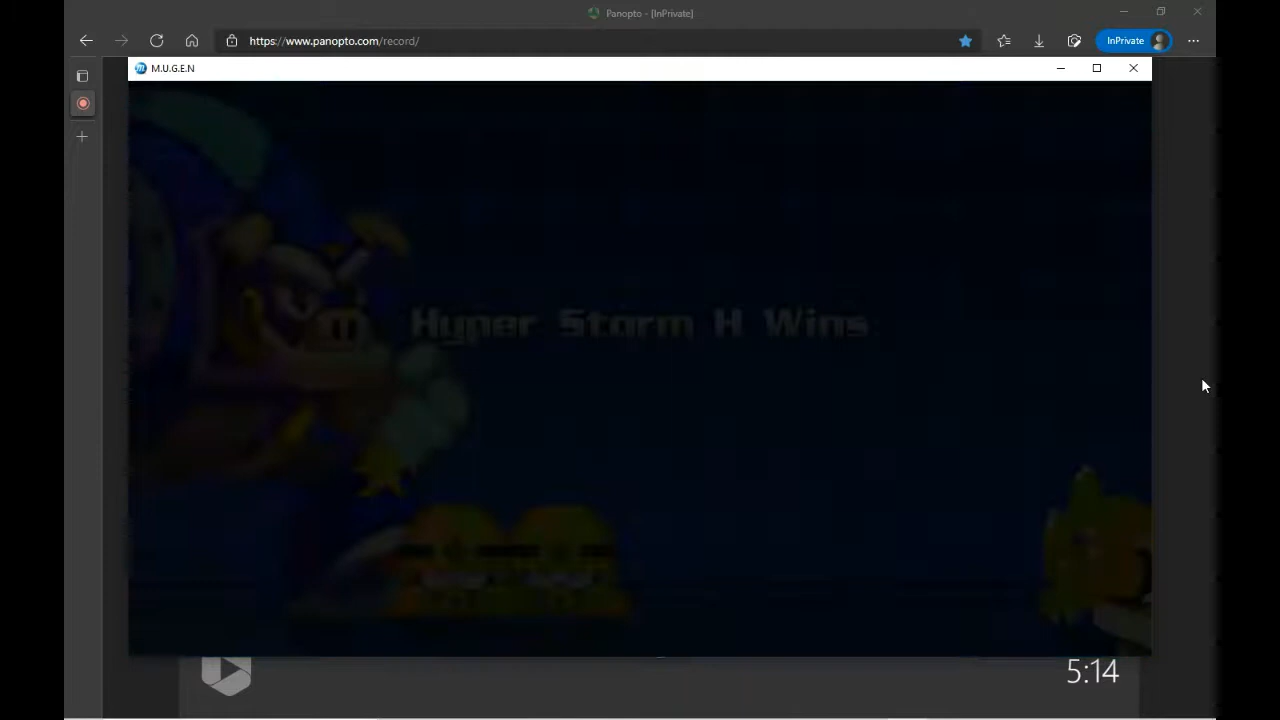 Panopto - [InPrivate]
https://www.panopto.com/record/
InPrivate
M.U.G.E.N
Hyper Storm H Wins
5:14